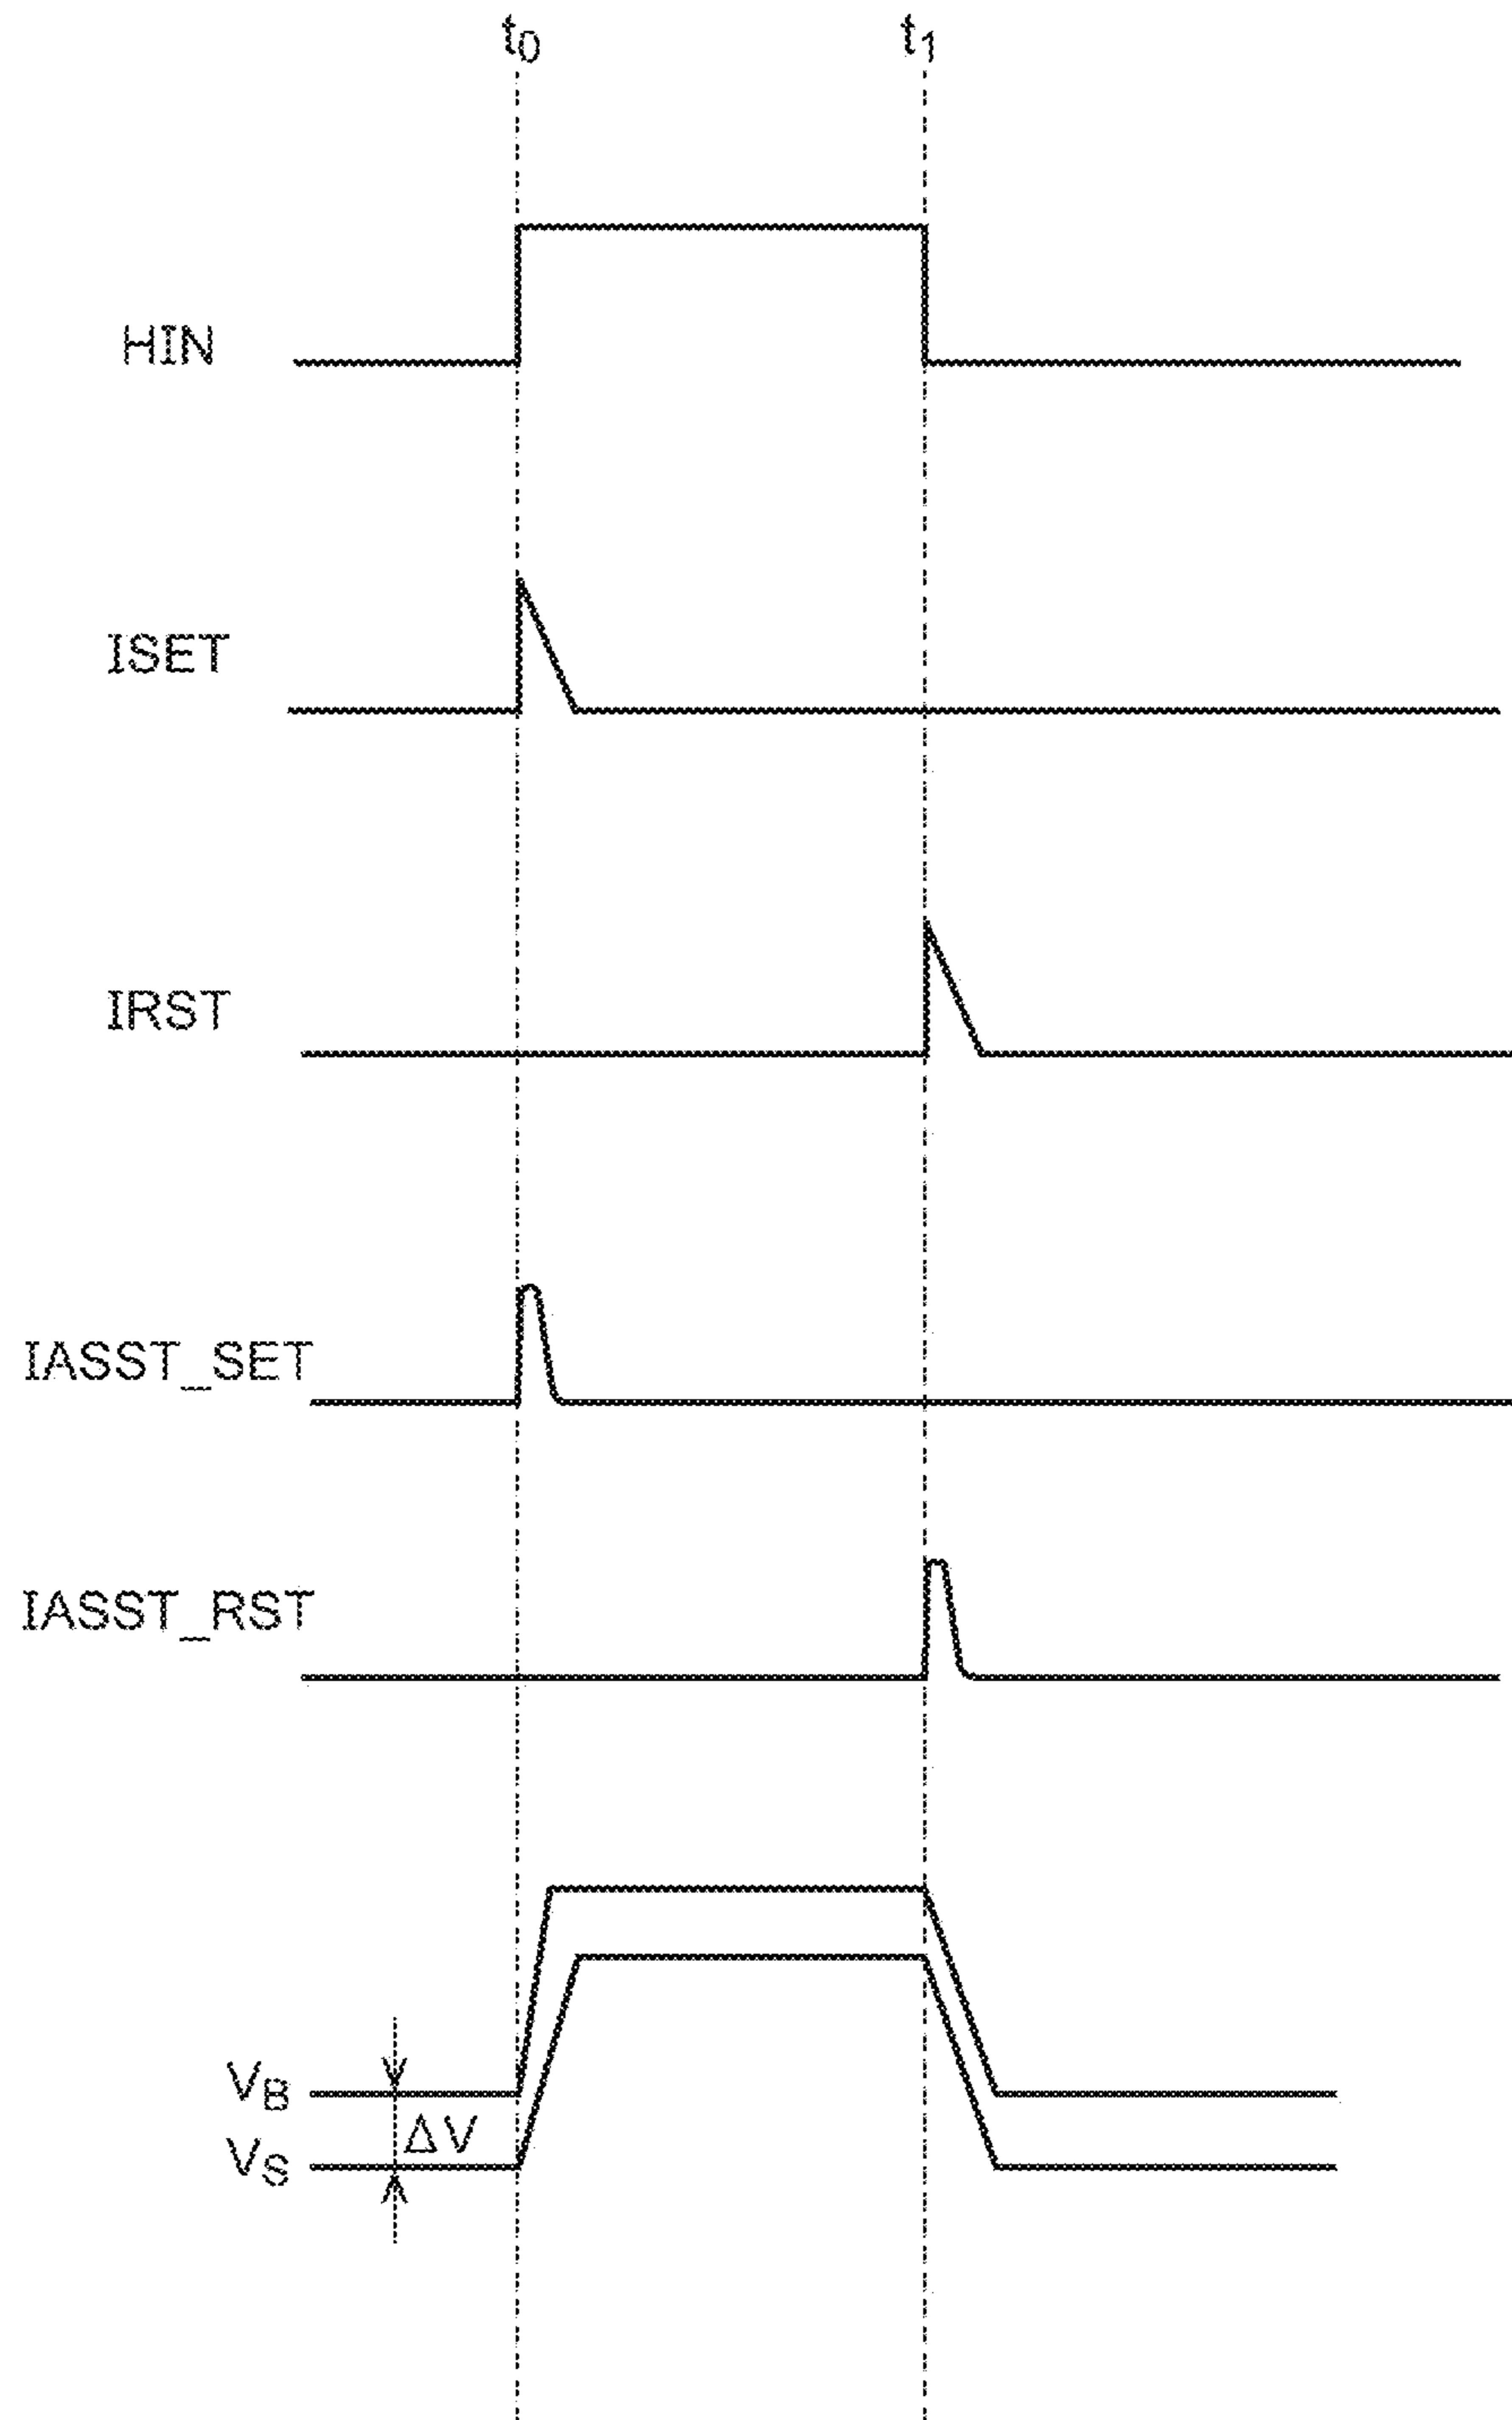 t0 t1
HIN
ISET
IRST
IASST_SET
IASST_RST
VB
ΔV
VS